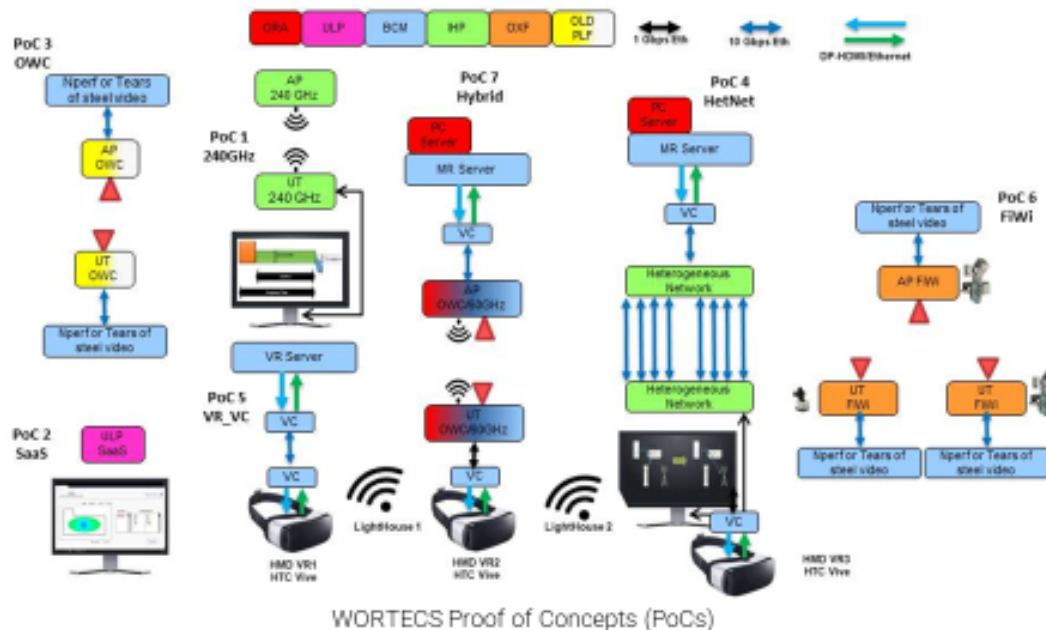 ORA ULP BCM IHP OXF OLD
PLF
1 Gbps Eth
10 Gbps Eth
DP-HDMI/Ethernet
PoC 3
OWC
Nperf or Tears
of steel video
AP
OWC
UT
OWC
Nperf or Tears of
steel video
PoC 2
SaaS
ULP
SaaS
AP
240 GHz
PoC 1
240GHz
UT
240 GHz
VR Server
PoC 5
VR_VC
VC
VC
HMD VR1
HTC Vive
LightHouse 1
PoC 7
Hybrid
PC
Server
MR Server
VC
AP
OWC/60GHz
UT
OWC/60GHz
VC
HMD VR2
HTC Vive
LightHouse 2
PoC 4
HetNet
PC
Server
MR Server
VC
Heterogeneous
Network
Heterogeneous
Network
VC
HMD VR3
HTC Vive
PoC 6
FiWi
Nperf or Tears of
steel video
AP FiWi
UT
FiWi
UT
FiWi
Nperf or Tears of
steel video
Nperf or Tears of
steel video
WORTECS Proof of Concepts (PoCs)